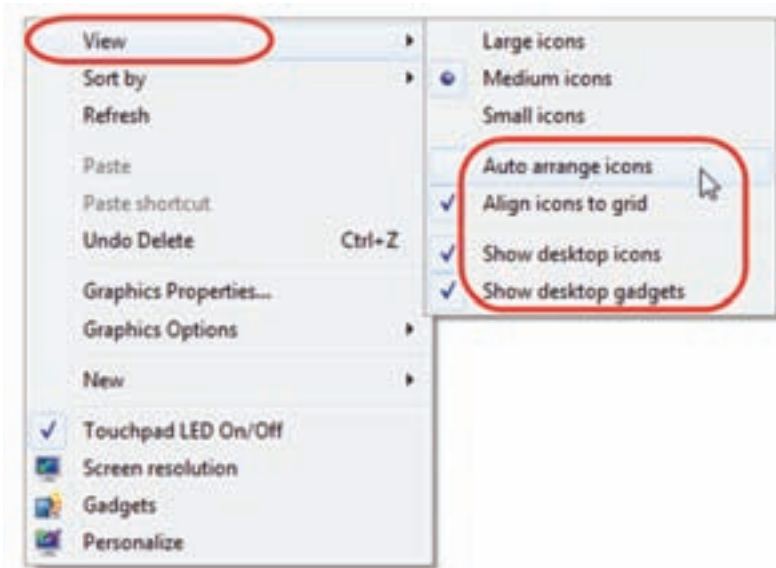 View
Sort by
Refresh
Paste
Paste shortcut
Undo Delete Ctrl+Z
Graphics Properties...
Graphics Options
New
Touchpad LED On/Off
Screen resolution
Gadgets
Personalize
Large icons
Medium icons
Small icons
Auto arrange icons
Align icons to grid
Show desktop icons
Show desktop gadgets